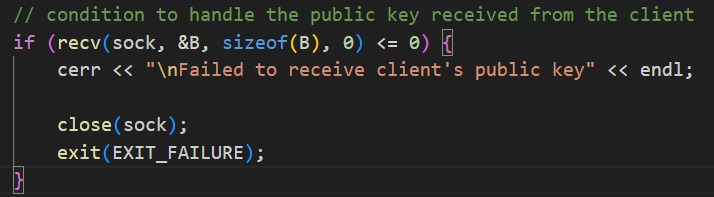 // condition to handle the public key received from the client
if (recv(sock, &B, sizeof(B), 0) <= 0) {
    cerr << "\nFailed to receive client's public key" << endl;

    close(sock);
    exit(EXIT_FAILURE);
}